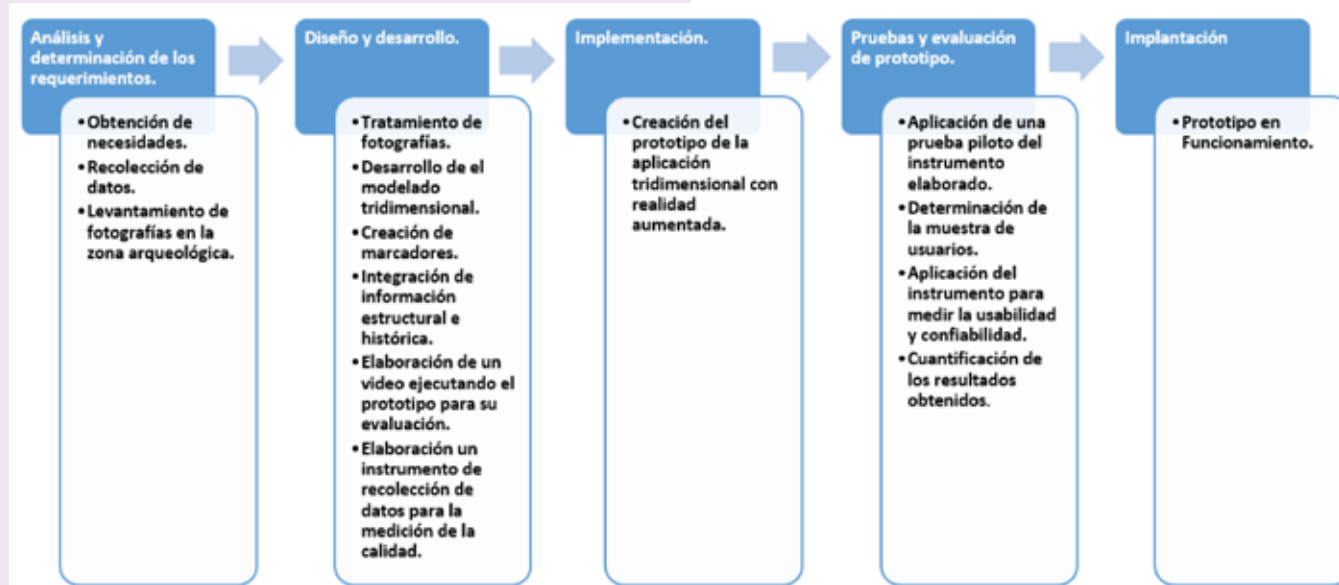 Análisis y
determinación de los
requerimientos.
•Obtención de
necesidades.
•Recolección de
datos.
•Levantamiento de
fotografías en la
zona arqueológica.
Diseño y desarrollo.
•Tratamiento de
fotografías.
•Desarrollo de el
modelado
tridimensional.
•Creación de
marcadores.
•Integración de
información
estructural e
histórica.
•Elaboración de un
video ejecutando el
prototipo para su
evaluación.
•Elaboración un
instrumento de
recolección de
datos para la
medición de la
calidad.
Implementación.
•Creación del
prototipo de la
aplicación
tridimensional con
realidad
aumentada.
Pruebas y evaluación
de prototipo.
•Aplicación de una
prueba piloto del
instrumento
elaborado.
•Determinación de
la muestra de
usuarios.
•Aplicación del
instrumento para
medir la usabilidad
y confiabilidad.
•Cuantificación de
los resultados
obtenidos.
Implantación
•Prototipo en
Funcionamiento.